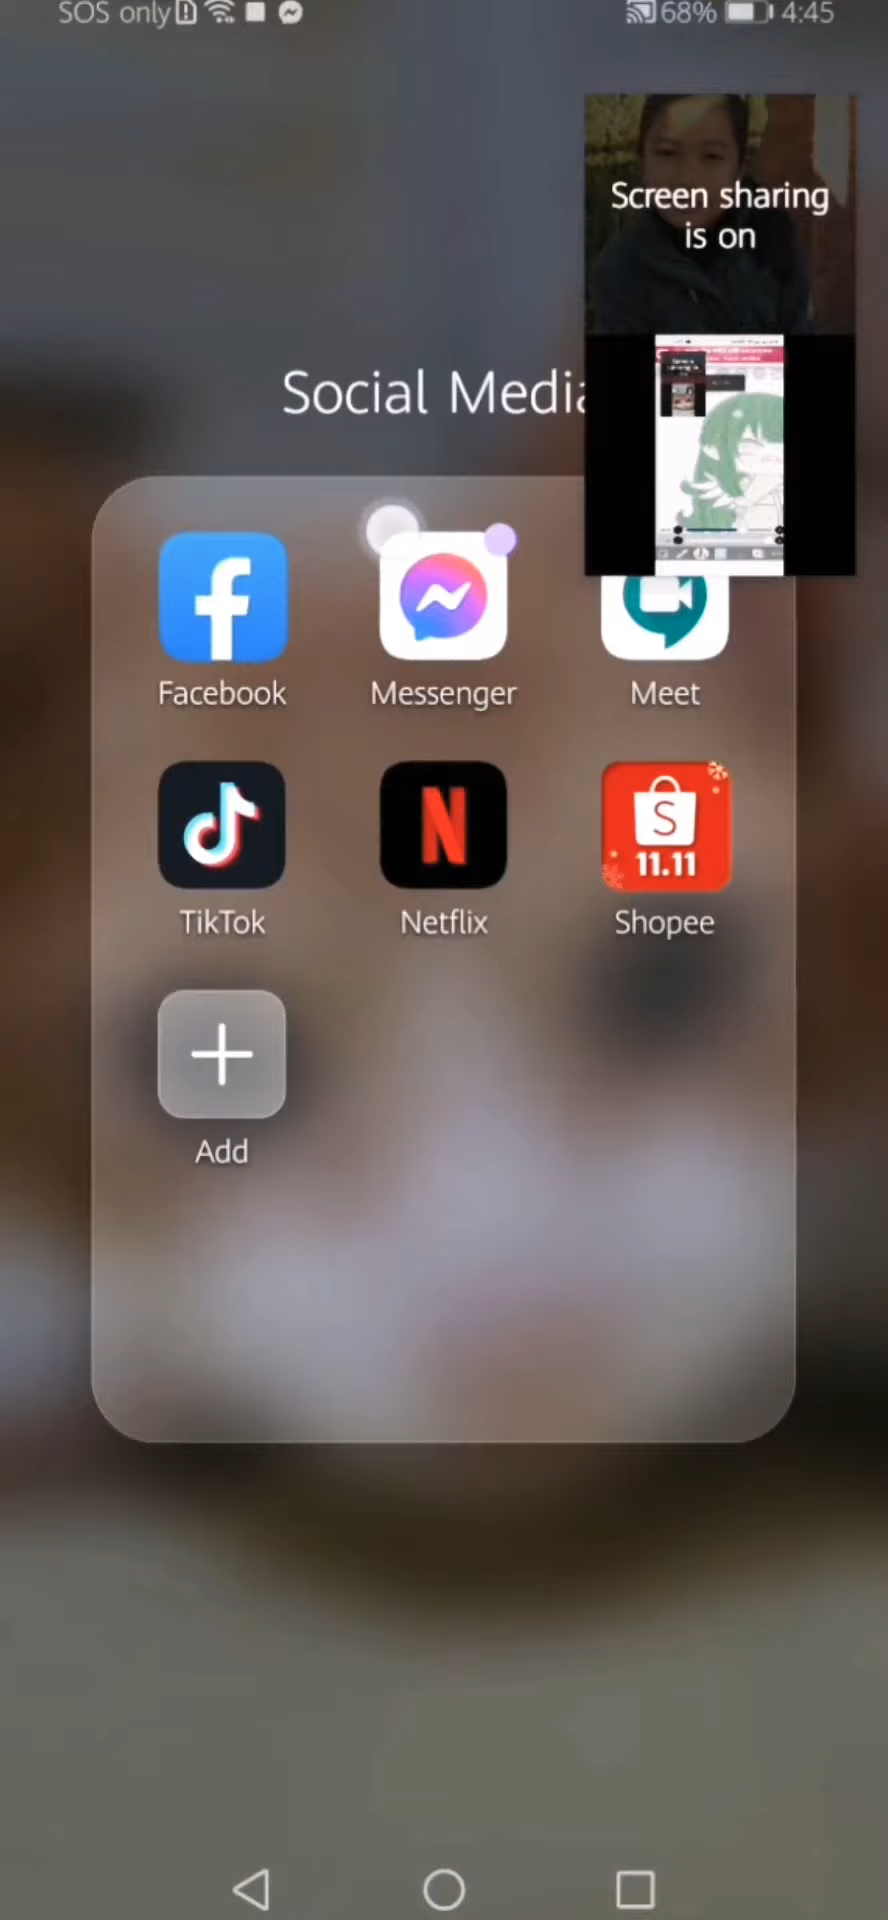 SOS only 68% 4:45
Screen sharing
is on
Social Media
Facebook
Messenger
Meet
TikTok
N
Netflix
S
11.11
Shopee
Add